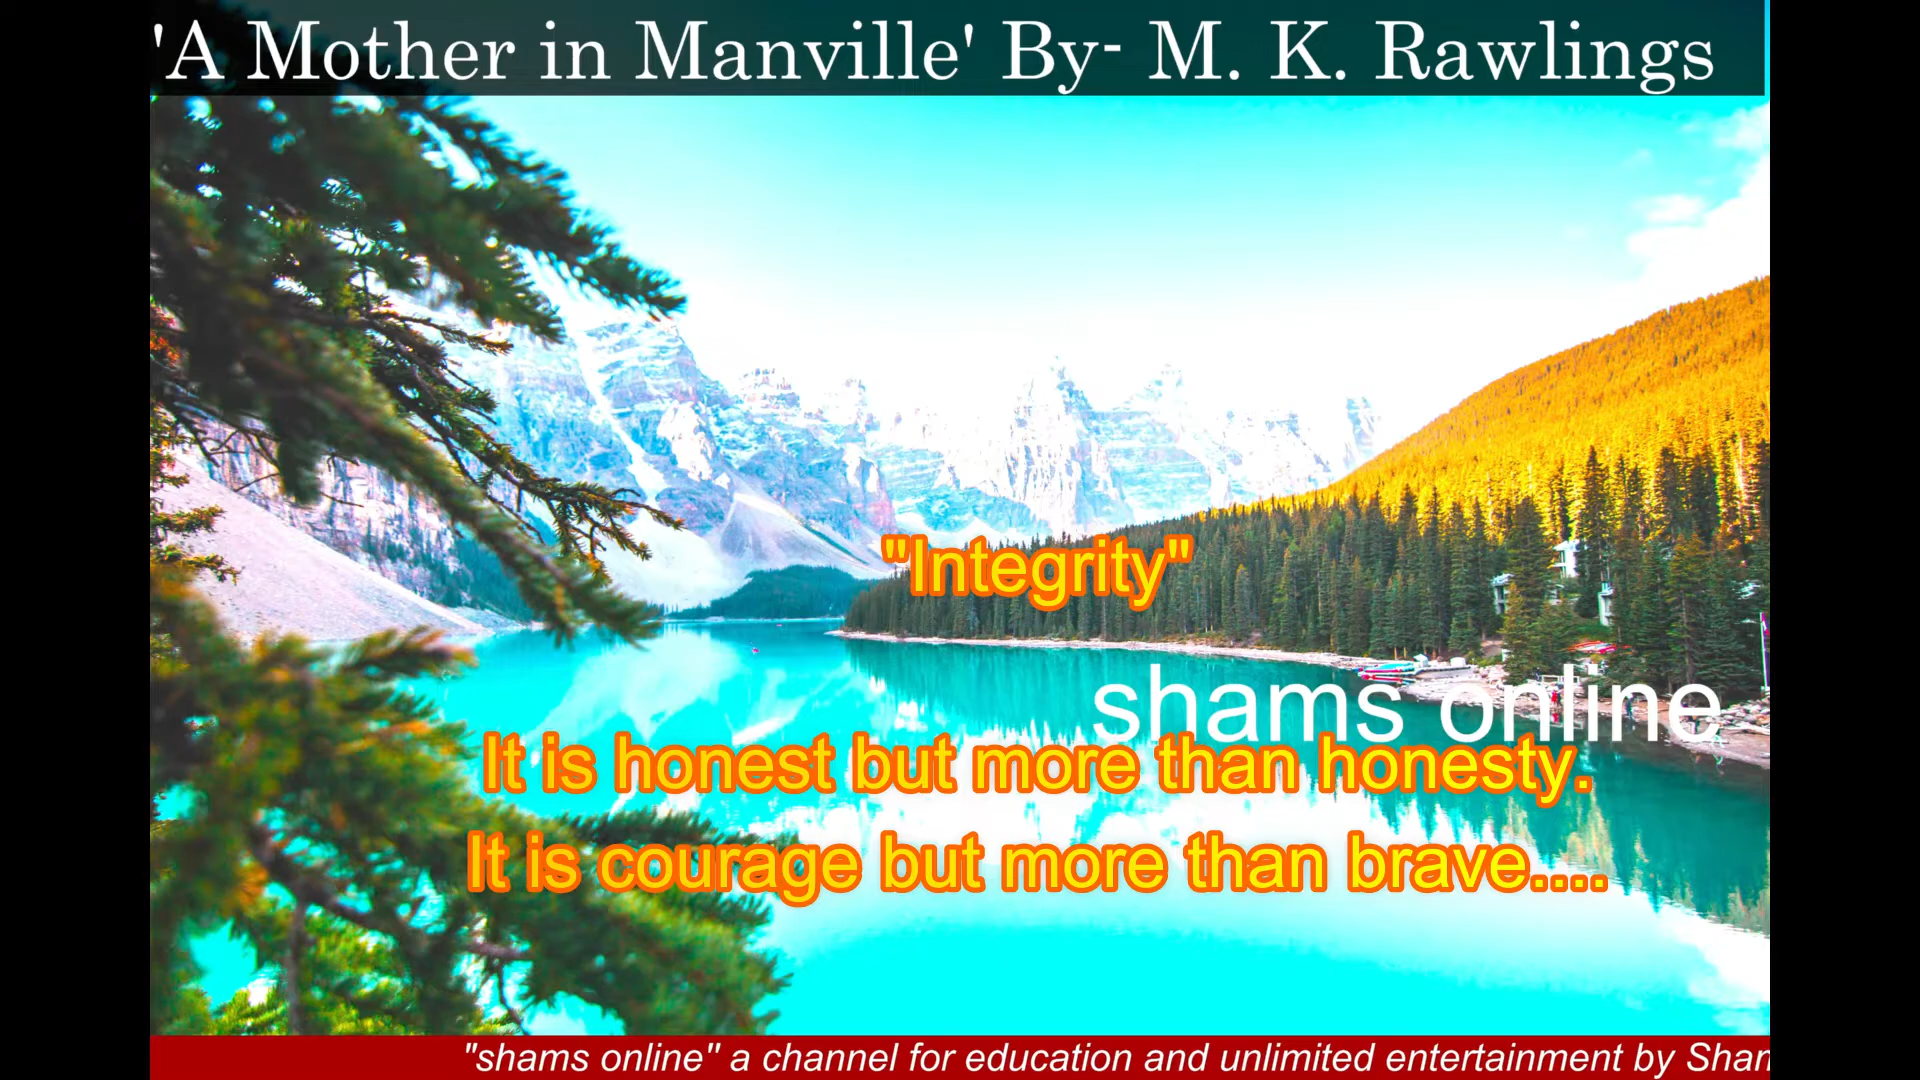 'A Mother in Manville' By- M. K. Rawlings
"Integrity"
shams online
It is honest but more than honesty.
It is courage but more than brave....
"shams online" a channel for education and unlimited entertainment by